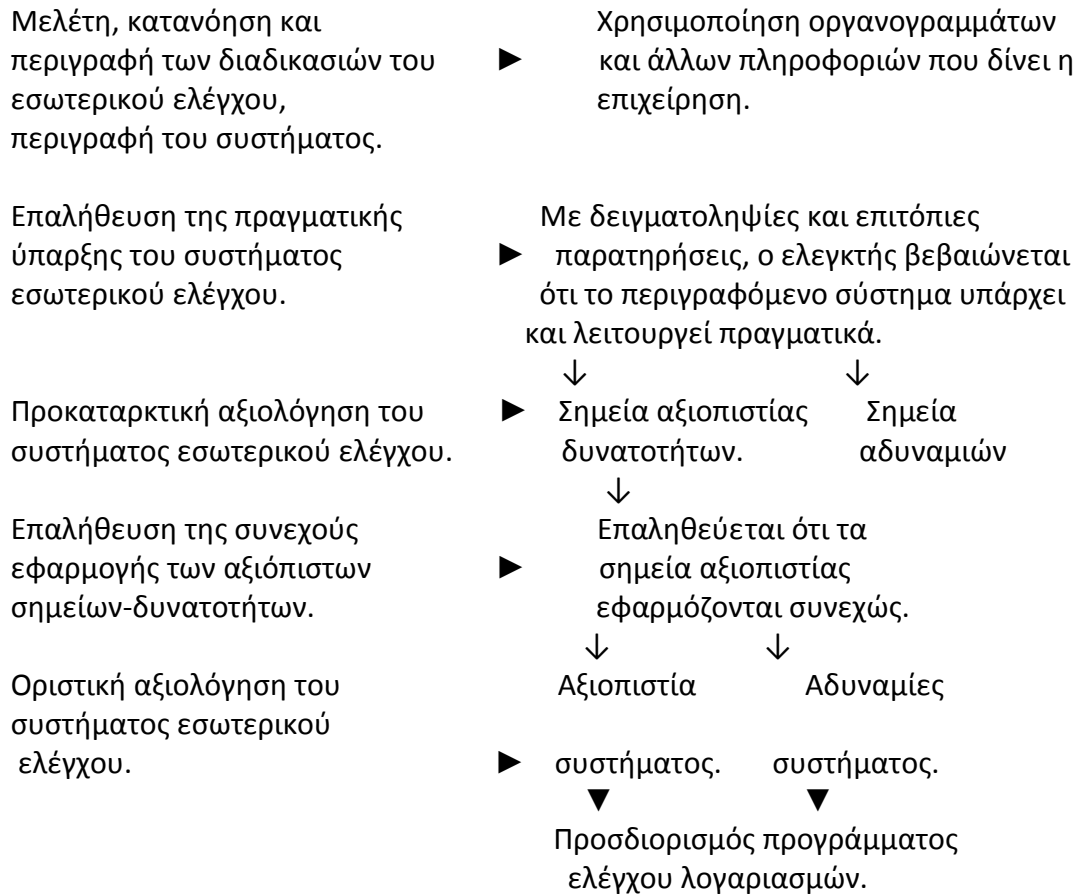 Μελέτη, κατανόηση και
περιγραφή των διαδικασιών του
εσωτερικού ελέγχου,
περιγραφή του συστήματος.
Χρησιμοποίηση οργανογραμμάτων
► και άλλων πληροφοριών που δίνει η
επιχείρηση.
Επαλήθευση της πραγματικής
ύπαρξης του συστήματος
εσωτερικού ελέγχου.
Με δειγματοληψίες και επιτόπιες
► παρατηρήσεις, ο ελεγκτής βεβαιώνεται
ότι το περιγραφόμενο σύστημα υπάρχει
και λειτουργεί πραγματικά.
↓ ↓
Προκαταρκτική αξιολόγηση του
συστήματος εσωτερικού ελέγχου.
► Σημεία αξιοπιστίας Σημεία
δυνατοτήτων. αδυναμιών
↓
Επαλήθευση της συνεχούς
εφαρμογής των αξιόπιστων
σημείων-δυνατοτήτων.
Επαληθεύεται ότι τα
► σημεία αξιοπιστίας
εφαρμόζονται συνεχώς.
↓ ↓
Οριστική αξιολόγηση του
συστήματος εσωτερικού
ελέγχου.
Αξιοπιστία Αδυναμίες
► συστήματος. συστήματος.
▼ ▼
Προσδιορισμός προγράμματος
ελέγχου λογαριασμών.